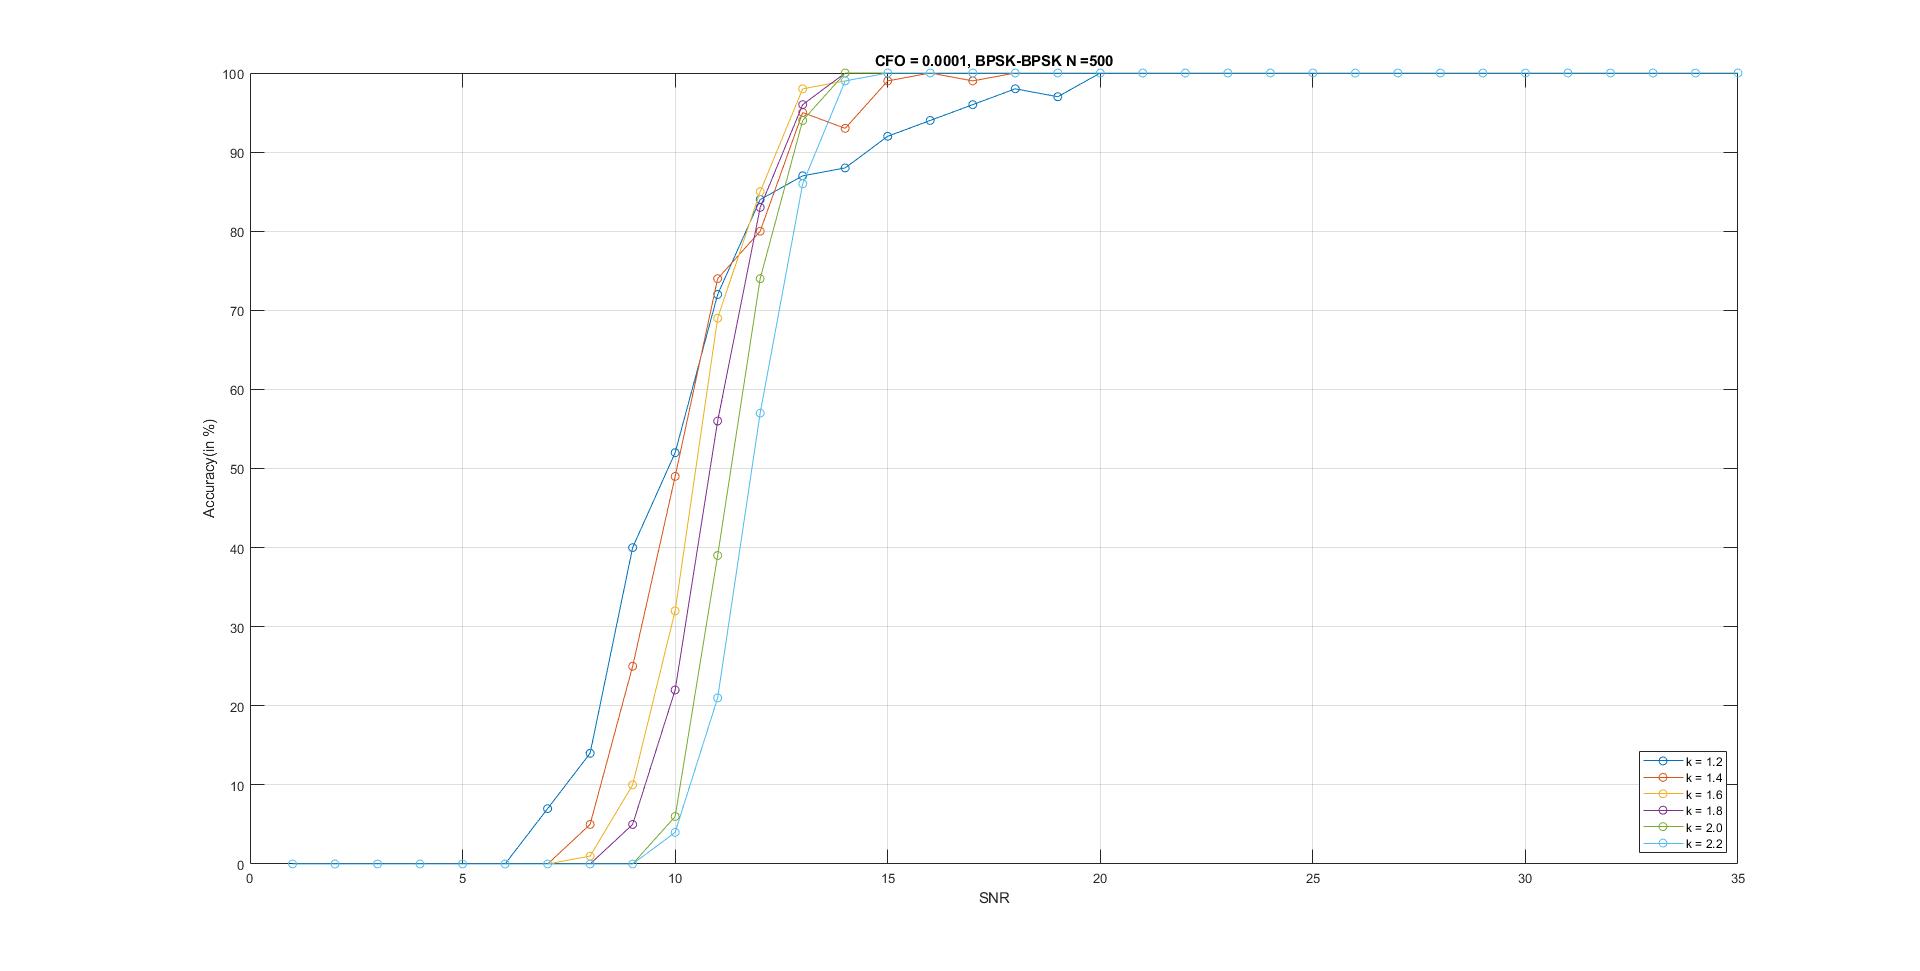 CFO = 0.0001, BPSK-BPSK N =500
100
90
80
70
60
50
40
30
20
10
0
Accuracy(in %)
0 5 10 15 20 25 30 35
SNR
k = 1.2
k = 1.4
k = 1.6
k = 1.8
k = 2.0
k = 2.2